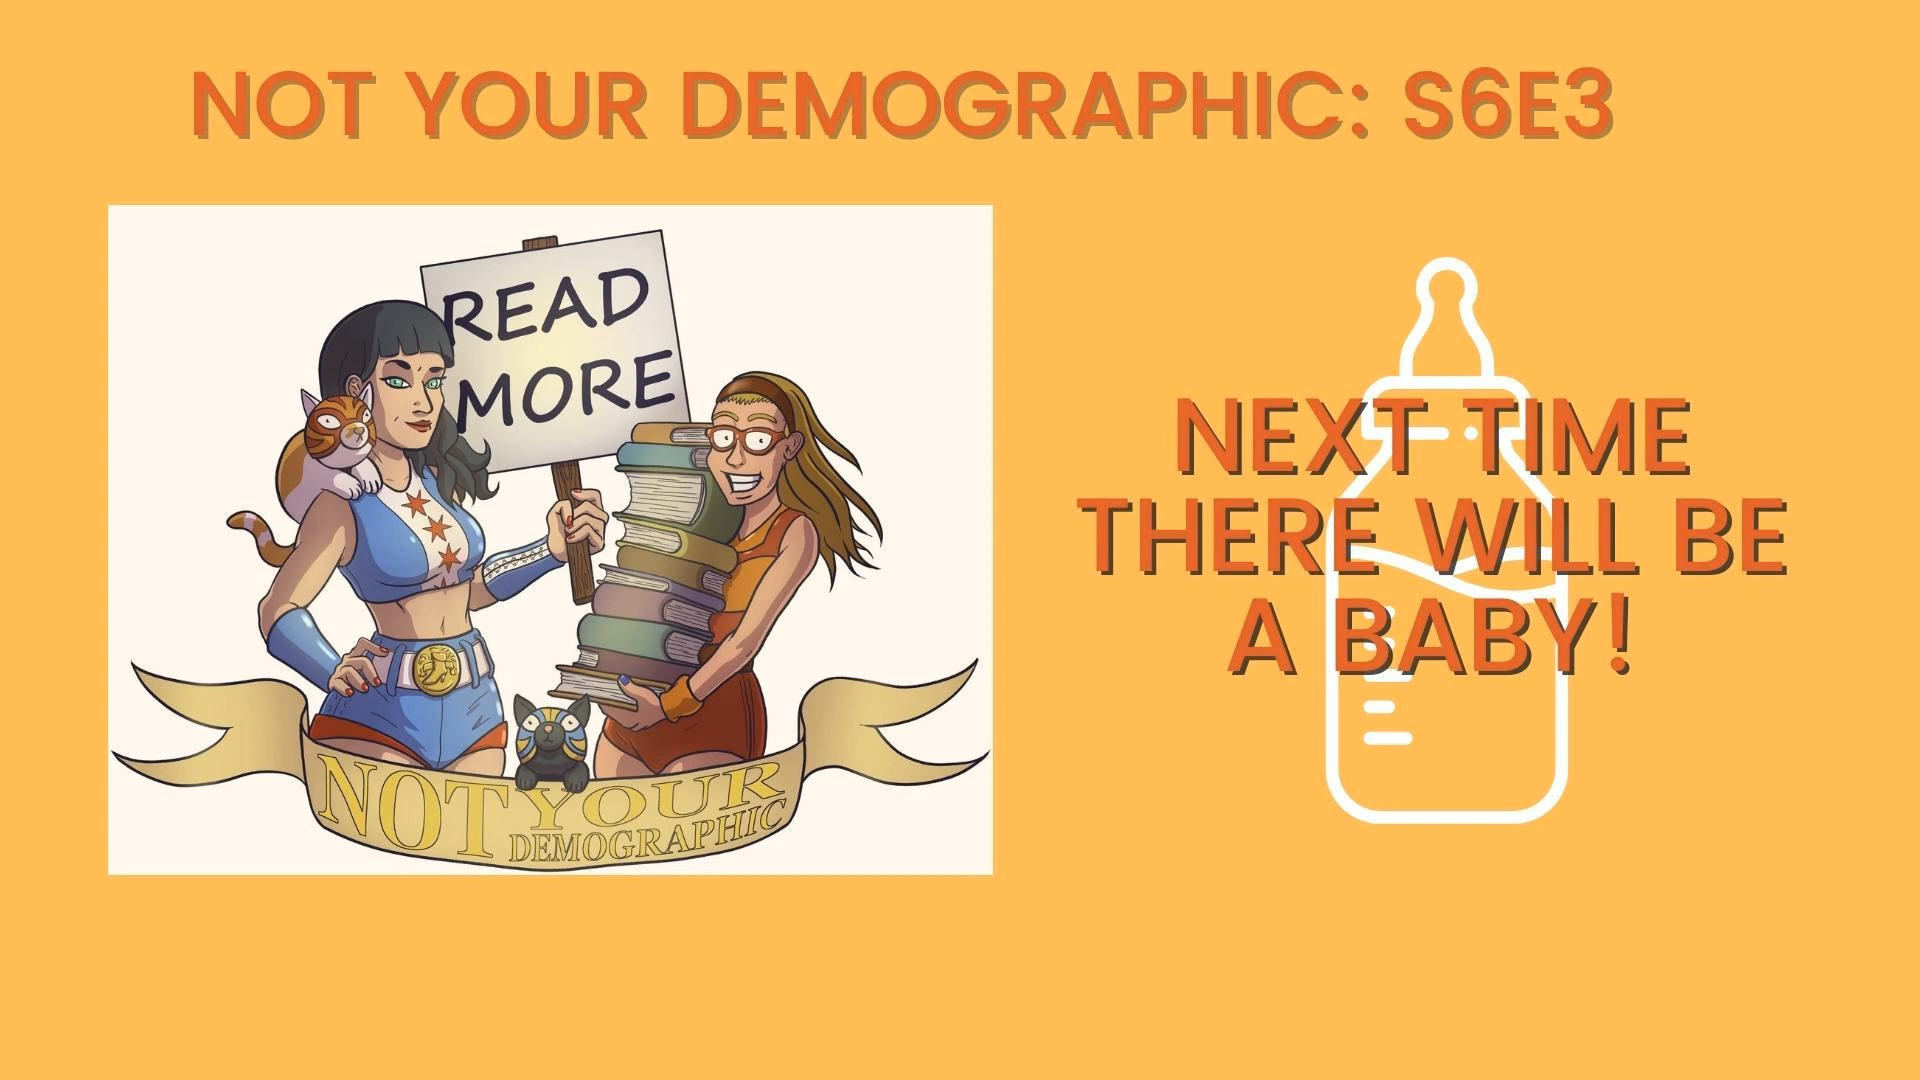 NOT YOUR DEMOGRAPHIC: S6E3
READ
MORE
NOT YOUR
DEMOGRAPHIC
NEXT TIME
THERE WILL BE
A BABY!